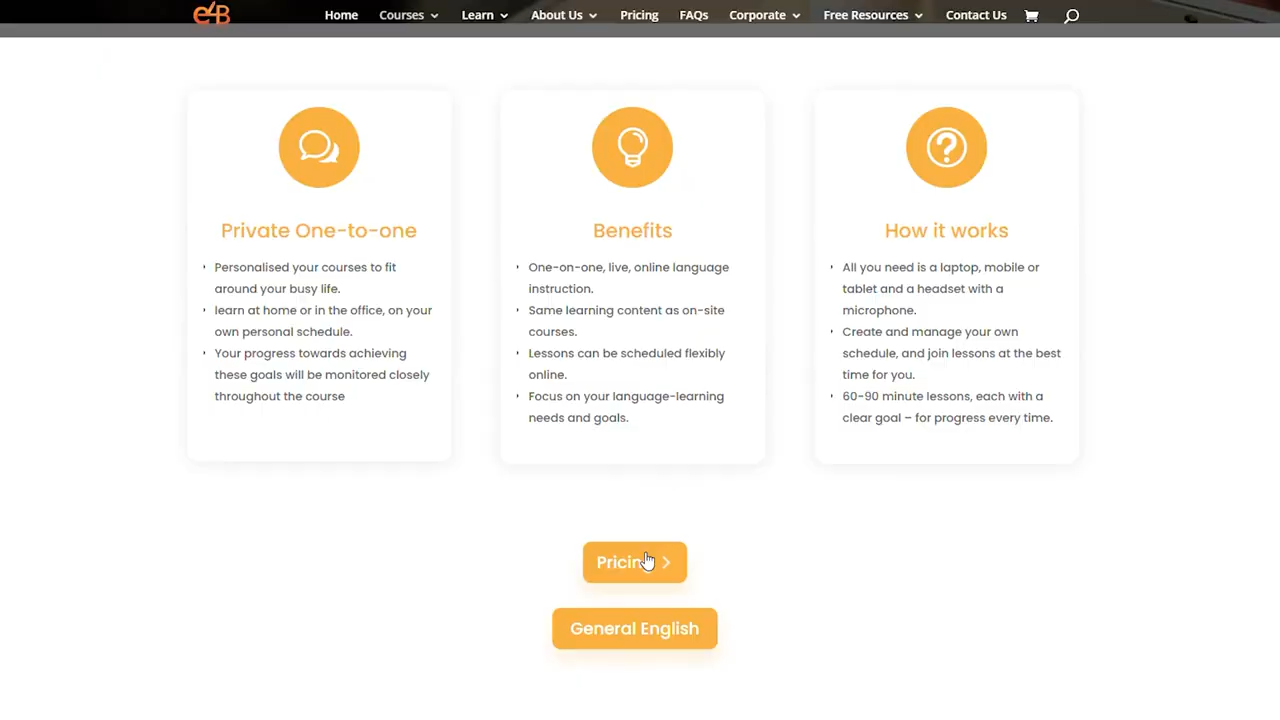 e4B
Home Courses Learn About Us Pricing FAQs Corporate Free Resources Contact Us
Private One-to-one
Personalised your courses to fit
around your busy life.
learn at home or in the office, on your
own personal schedule.
Your progress towards achieving
these goals will be monitored closely
throughout the course
Benefits
One-on-one, live, online language
instruction.
Same learning content as on-site
courses.
Lessons can be scheduled flexibly
online.
Focus on your language-learning
needs and goals.
How it works
All you need is a laptop, mobile or
tablet and a headset with a
microphone.
Create and manage your own
schedule, and join lessons at the best
time for you.
60-90 minute lessons, each with a
clear goal – for progress every time.
Pricing
General English